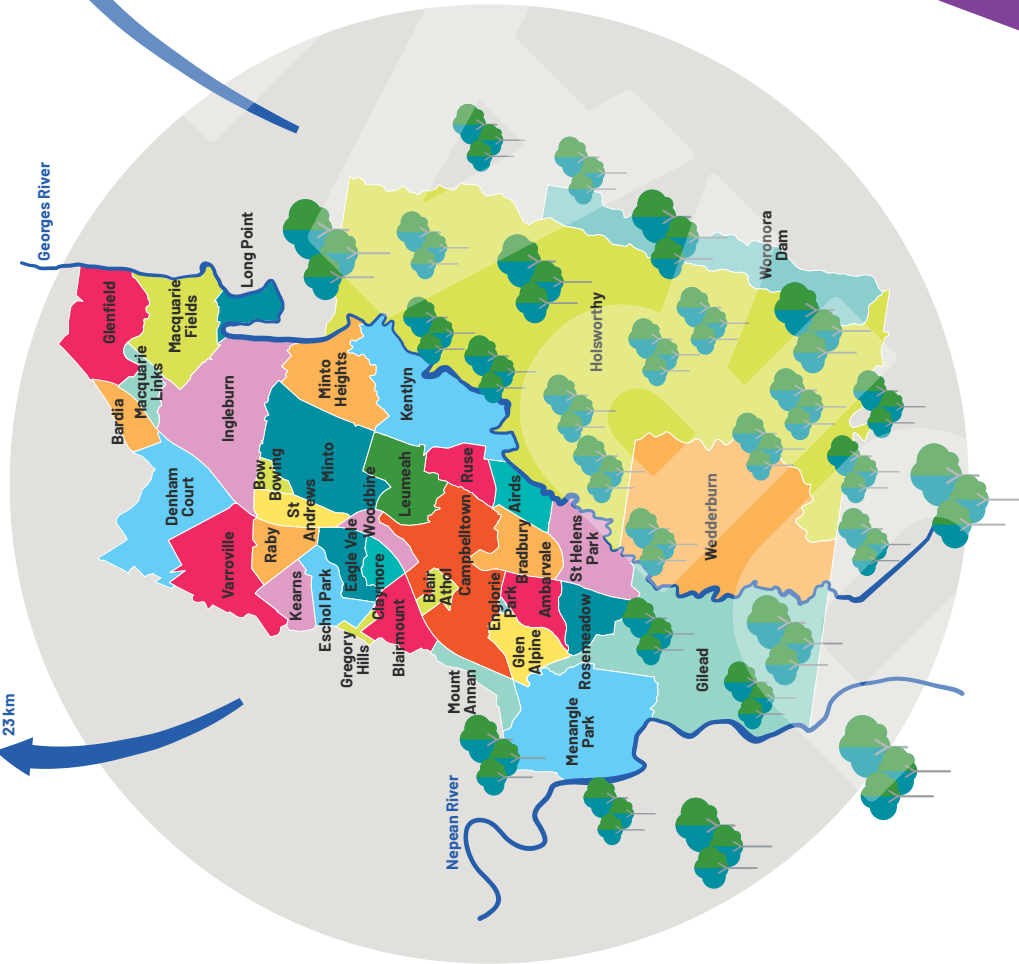 23 km
Georges River
Glenfield
Bardia
Macquarie
Links
Macquarie
Fields
Denham
Court
Long Point
Ingleburn
Varroville
Bow
Bowing
Raby
St
Andrews
Kearns
Minto
Minto
Heights
Eschol Park
Gregory
Hills
Eagle Vale
Woodbine
Claymore
Blairmount
Leumeah
Kentlyn
Blair
Athol
Nepean River
Mount
Annan
Campbelltown
Ruse
Englorie
Park
Glen
Alpine
Bradbury
Airds
Ambarvale
Menangle
Park
Rosemeadow
St Helens
Park
Holsworthy
Gilead
Wedderburn
Woronora
Dam